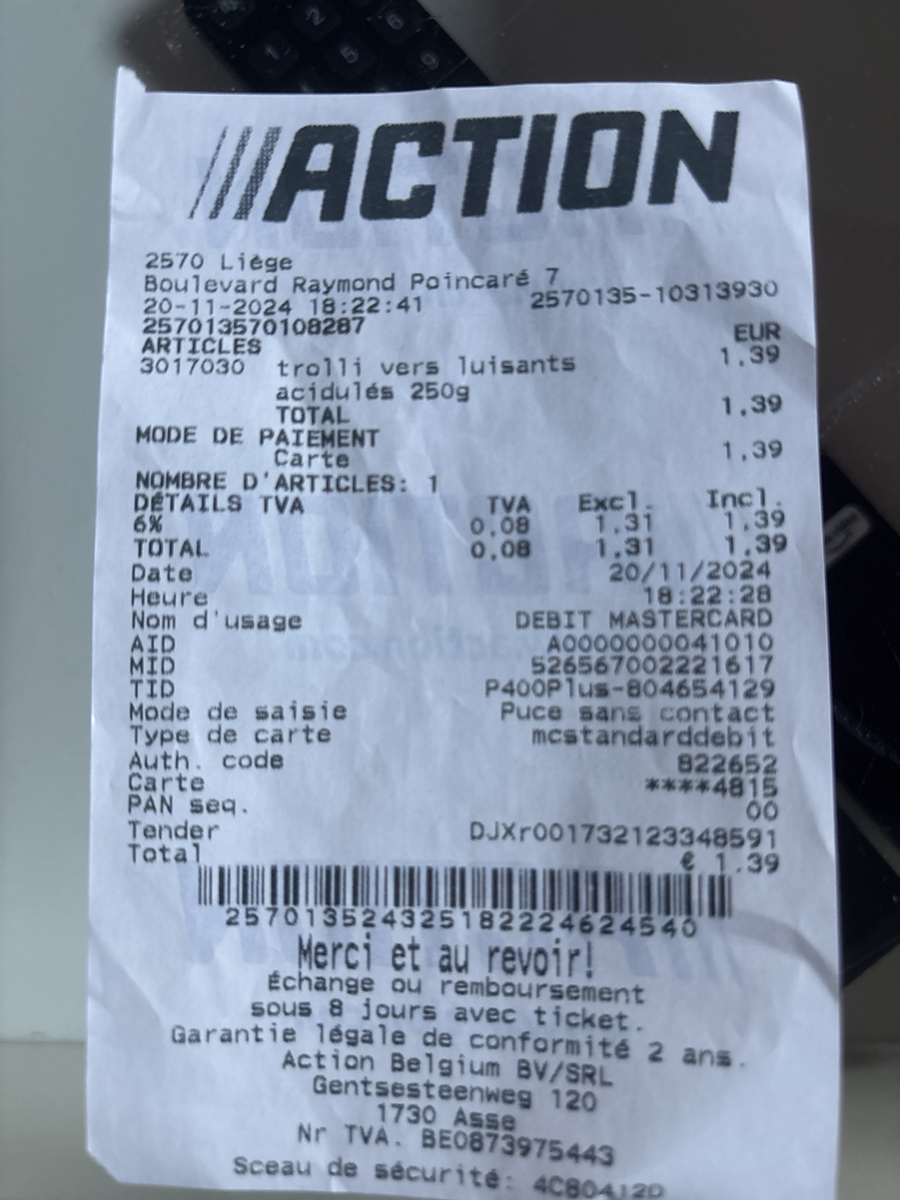 ///ACTION
2570 Liège
Boulevard Raymond Poincaré 7
20-11-2024 18:22:41 2570135-10313930
257013570108287
ARTICLES EUR
3017030 trolli vers luisants 1.39
acidulés 250g
TOTAL 1,39
MODE DE PAIEMENT
Carte 1,39
NOMBRE D'ARTICLES: 1
DÉTAILS TVA TVA Excl. Incl.
6% 0.08 1.31 1.39
TOTAL 0,08 1,31 1,39
Date 20/11/2024
Heure 18:22:28
Nom d'usage DEBIT MASTERCARD
AID A0000000041010
MID 526567002221617
TID P400Plus-804654129
Mode de saisie Puce sans contact
Type de carte mcstandarddebit
Auth. code 822652
Carte ****4815
PAN seq. 00
Tender DJXr001732123348591
Total € 1.39
2570135243251822224624540
Merci et au revoir!
Échange ou remboursement
sous 8 jours avec ticket.
Garantie légale de conformité 2 ans.
Action Belgium BV/SRL
Gentsesteenweg 120
1730 Asse
Nr TVA. BE0873975443
Sceau de sécurité: 4C80412D